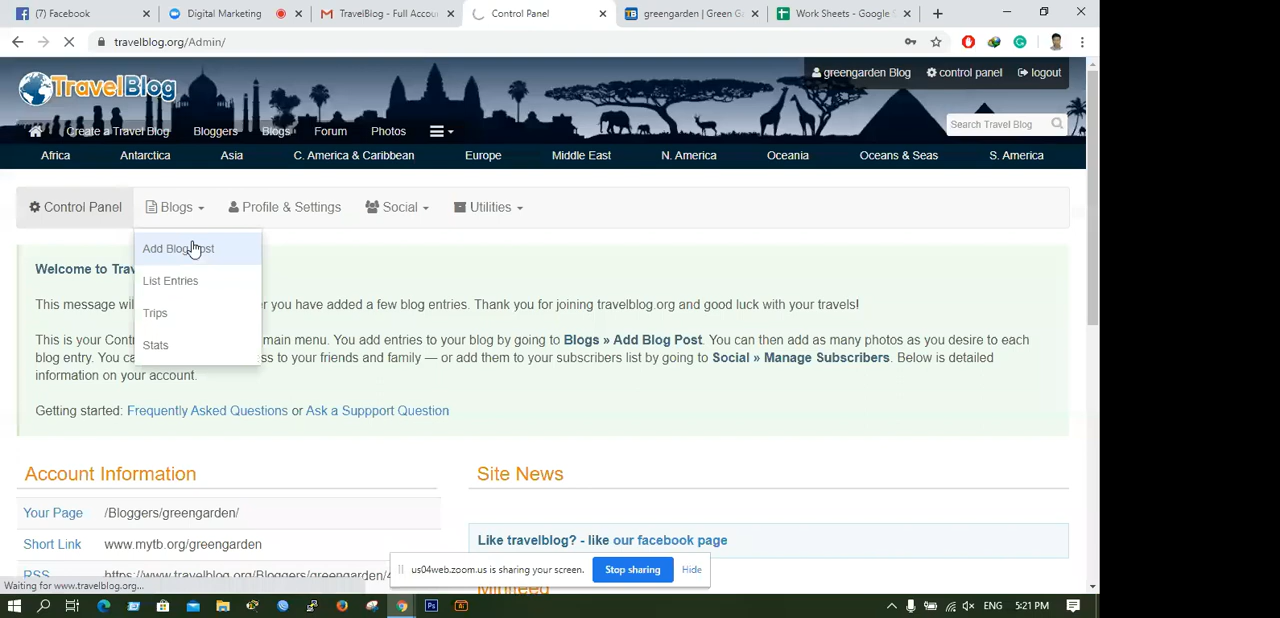 (1) Facebook
Digital Marketing
TravelBlog - Full Accou
Control Panel
greengarden | Green G
Work Sheets - Google
travelblog.org/Admin/
TravelBlog
greengarden Blog control panel logout
Create a Travel Blog Bloggers Blogs Forum Photos
Search Travel Blog
Africa Antarctica Asia C. America & Caribbean Europe Middle East N. America Oceania Oceans & Seas S. America
Control Panel Blogs Profile & Settings Social Utilities
Add Blog Post
List Entries
Trips
Stats
Welcome to Trav
This message wil r you have added a few blog entries. Thank you for joining travelblog.org and good luck with your travels!
This is your Contr main menu. You add entries to your blog by going to Blogs » Add Blog Post. You can then add as many photos as you desire to each
blog entry. You ca ess to your friends and family — or add them to your subscribers list by going to Social » Manage Subscribers. Below is detailed
information on your account.
Getting started: Frequently Asked Questions or Ask a Suppport Question
Account Information
Site News
Your Page /Bloggers/greengarden/
Short Link www.mytb.org/greengarden
RSS https://www.travelblog.org/Bloggers/greengarden/
Like travelblog? - like our facebook page
us04web.zoom.us is sharing your screen. Stop sharing Hide
Waiting for www.travelblog.org...
ENG 5:21 PM